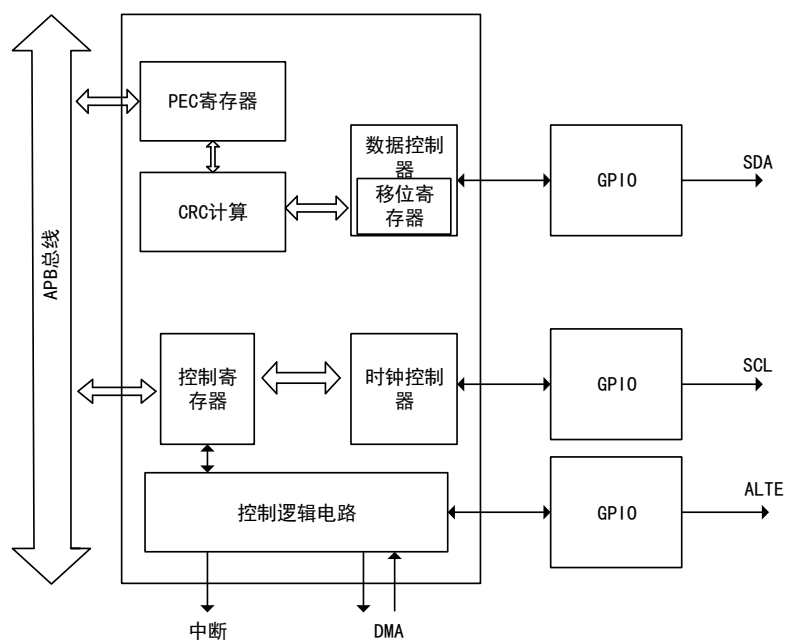 APB总线
PEC寄存器
CRC计算
数据控制
器
移位寄
存器
GPIO
SDA
控制寄
存器
时钟控制
器
GPIO
SCL
控制逻辑电路
GPIO
ALTE
中断
DMA